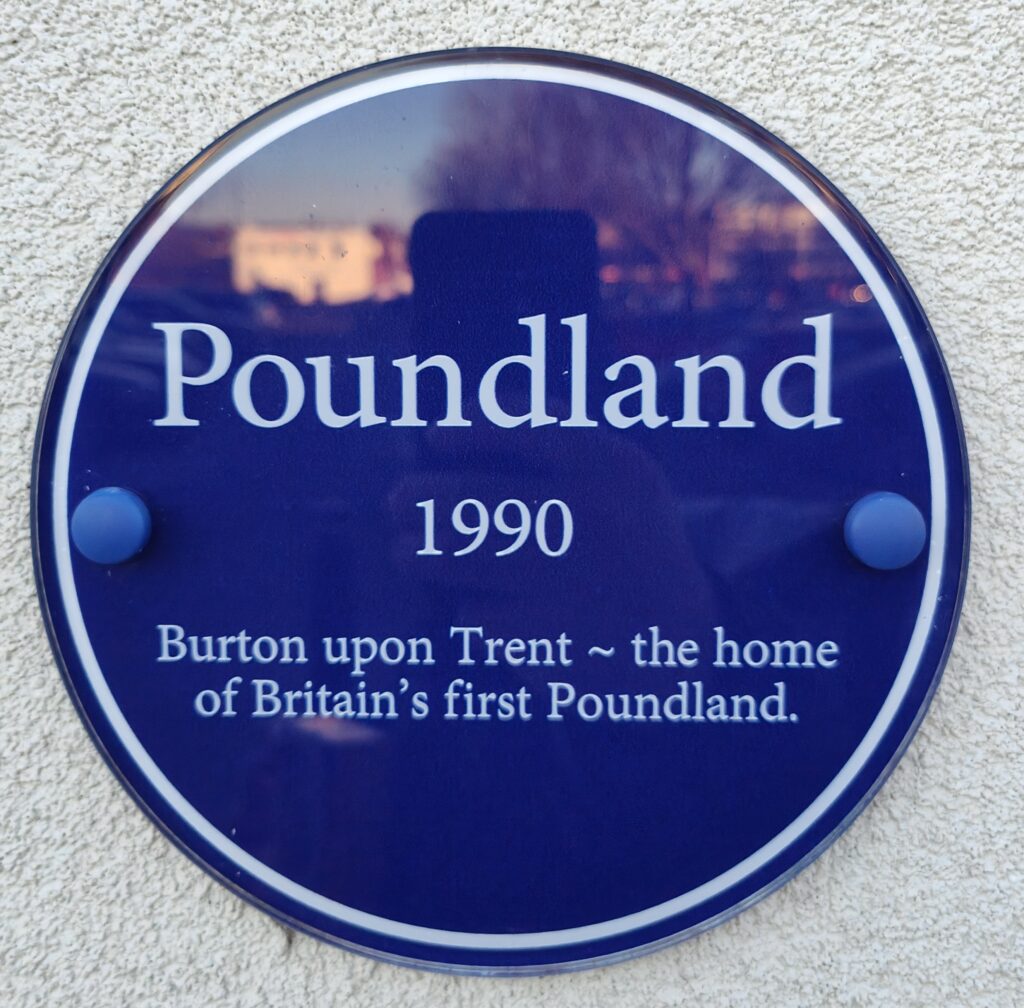 Poundland
1990
Burton upon Trent ~ the home
of Britain’s first Poundland.